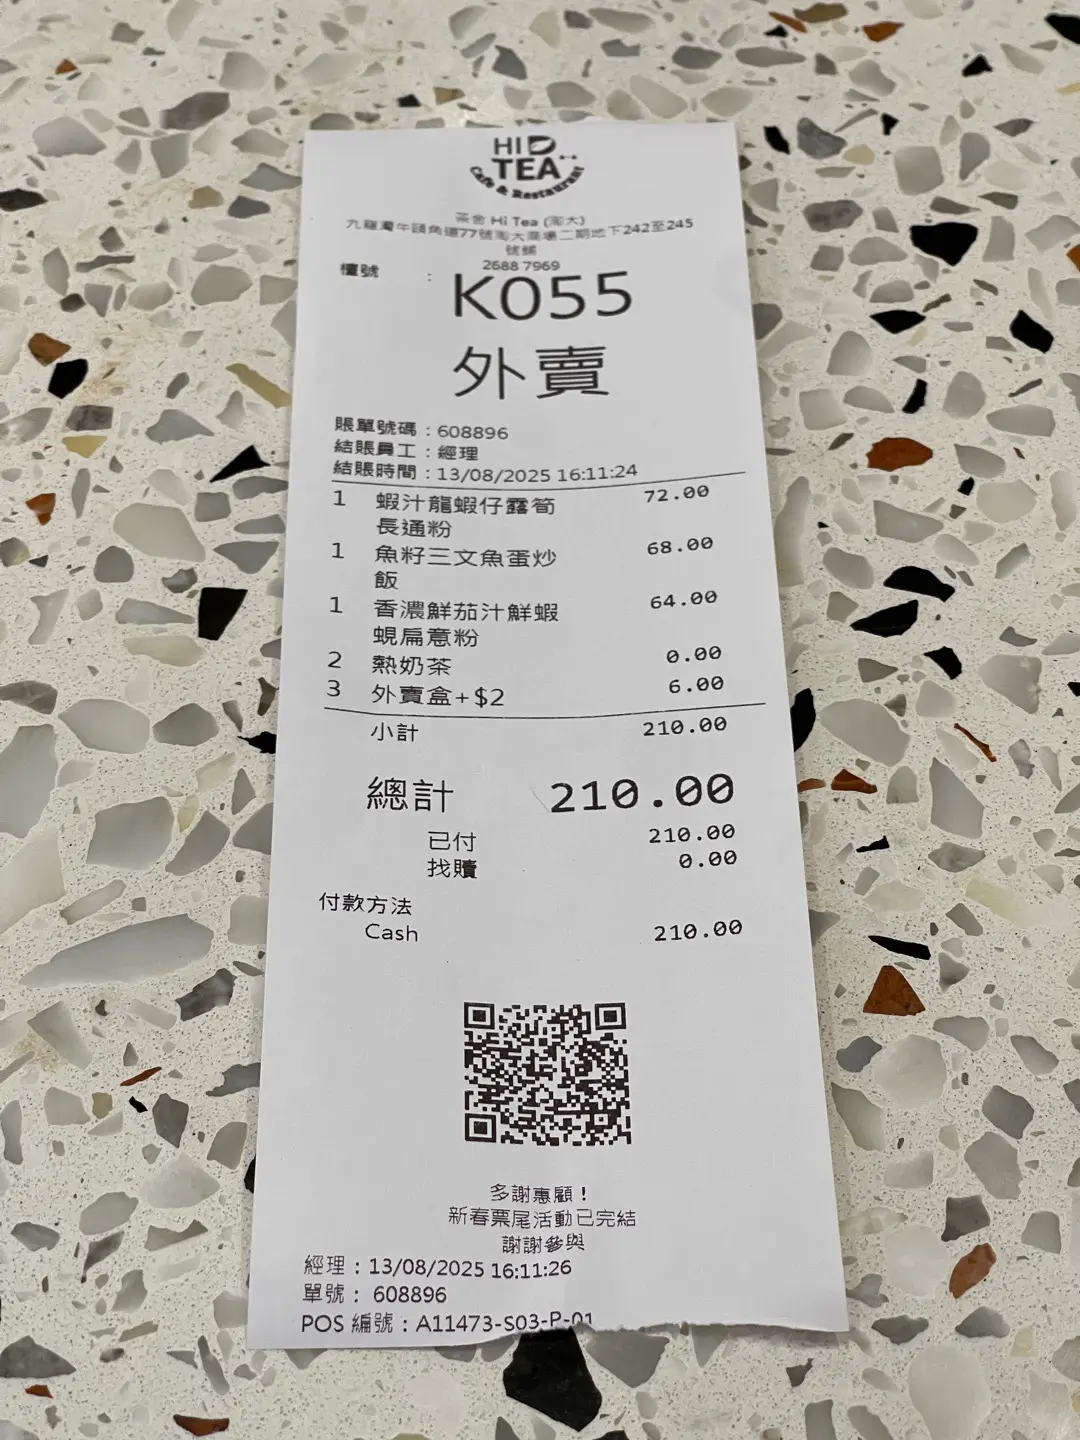 HI
TEA
Cafe & Restaurant
茶舍 Hi Tea (淘大)
九龍灣牛頭角道77號淘大商場二期地下242至245
號舖
2688 7969
檯號 : K055
外賣
賬單號碼 : 608896
結賬員工 : 經理
結賬時間 : 13/08/2025 16:11:24
1 蝦汁龍蝦仔露筍 72.00
長通粉
1 魚籽三文魚蛋炒 68.00
飯
1 香濃鮮茄汁鮮蝦 64.00
蜆扁意粉
2 熱奶茶 0.00
3 外賣盒+$2 6.00
小計 210.00
總計 210.00
已付 210.00
找贖 0.00
付款方法
Cash 210.00
多謝惠顧！
新春票尾活動已完結
謝謝參與
經理 : 13/08/2025 16:11:26
單號 : 608896
POS 編號 : A11473-S03-P-01